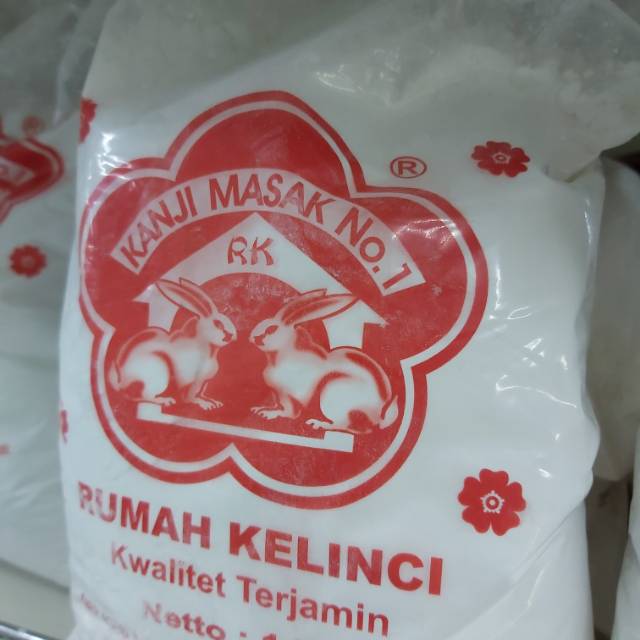 ®
KANJI MASAK No.1
RK
RUMAH KELINCI
Kwalitet Terjamin
Netto :